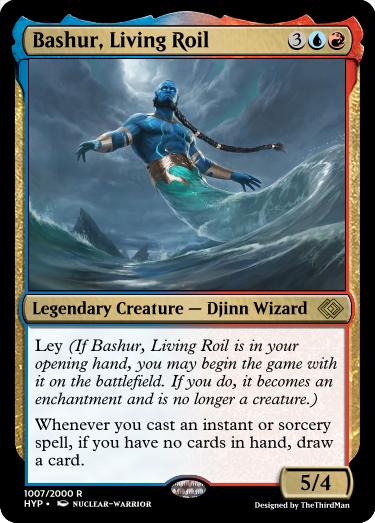 Bashur, Living Roil 3
Legendary Creature — Djinn Wizard
Ley (If Bashur, Living Roil is in your
opening hand, you may begin the game with
it on the battlefield. If you do, it becomes an
enchantment and is no longer a creature.)
Whenever you cast an instant or sorcery
spell, if you have no cards in hand, draw
a card.
5/4
1007/2000 R
HYP • NUCLEAR-WARRIOR
Designed by TheThirdMan